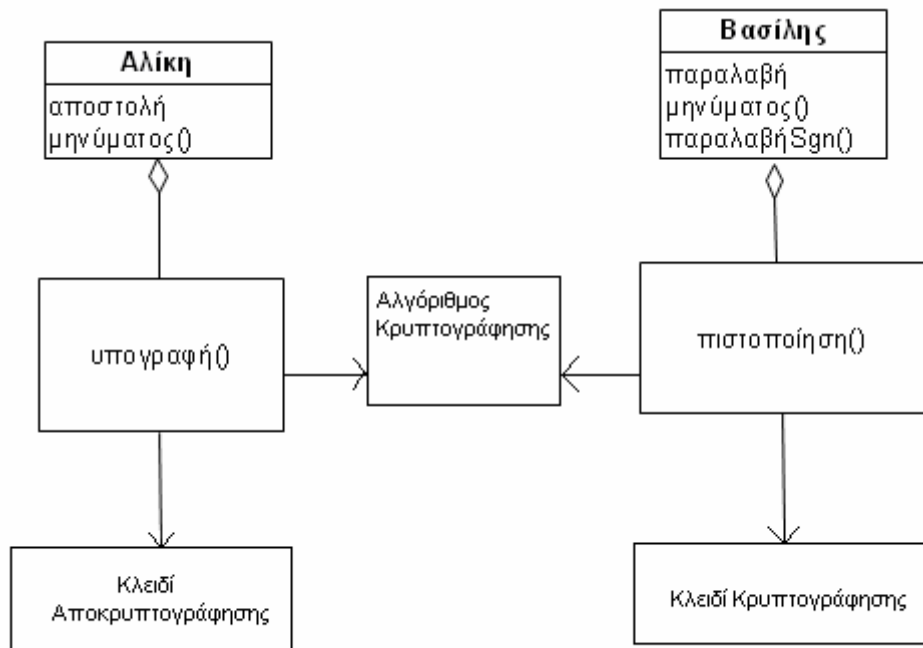 Αλίκη
αποστολή
μηνύματος()
Βασίλης
παραλαβή
μηνύματος()
παραλαβήSgn()
υπογραφή()
Αλγόριθμος
Κρυπτογράφησης
πιστοποίηση()
Κλειδί
Αποκρυπτογράφησης
Κλειδί Κρυπτογράφησης